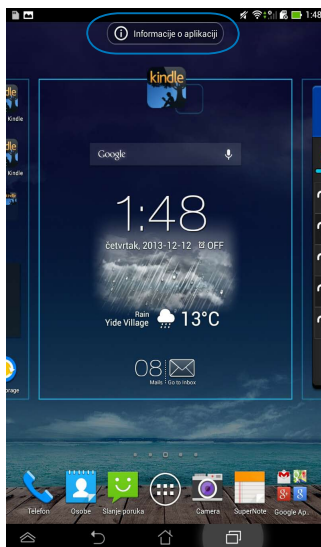 1:48
Informacije o aplikaciji
kindle
Kindle
Kindle
Google
1:48
četvrtak, 2013-12-12 OFF
Rain
Yide Village
13°C
08
Mails Go to Inbox
orage
Telefon Osobe Slanje poruka Camera SuperNote Google Ap..